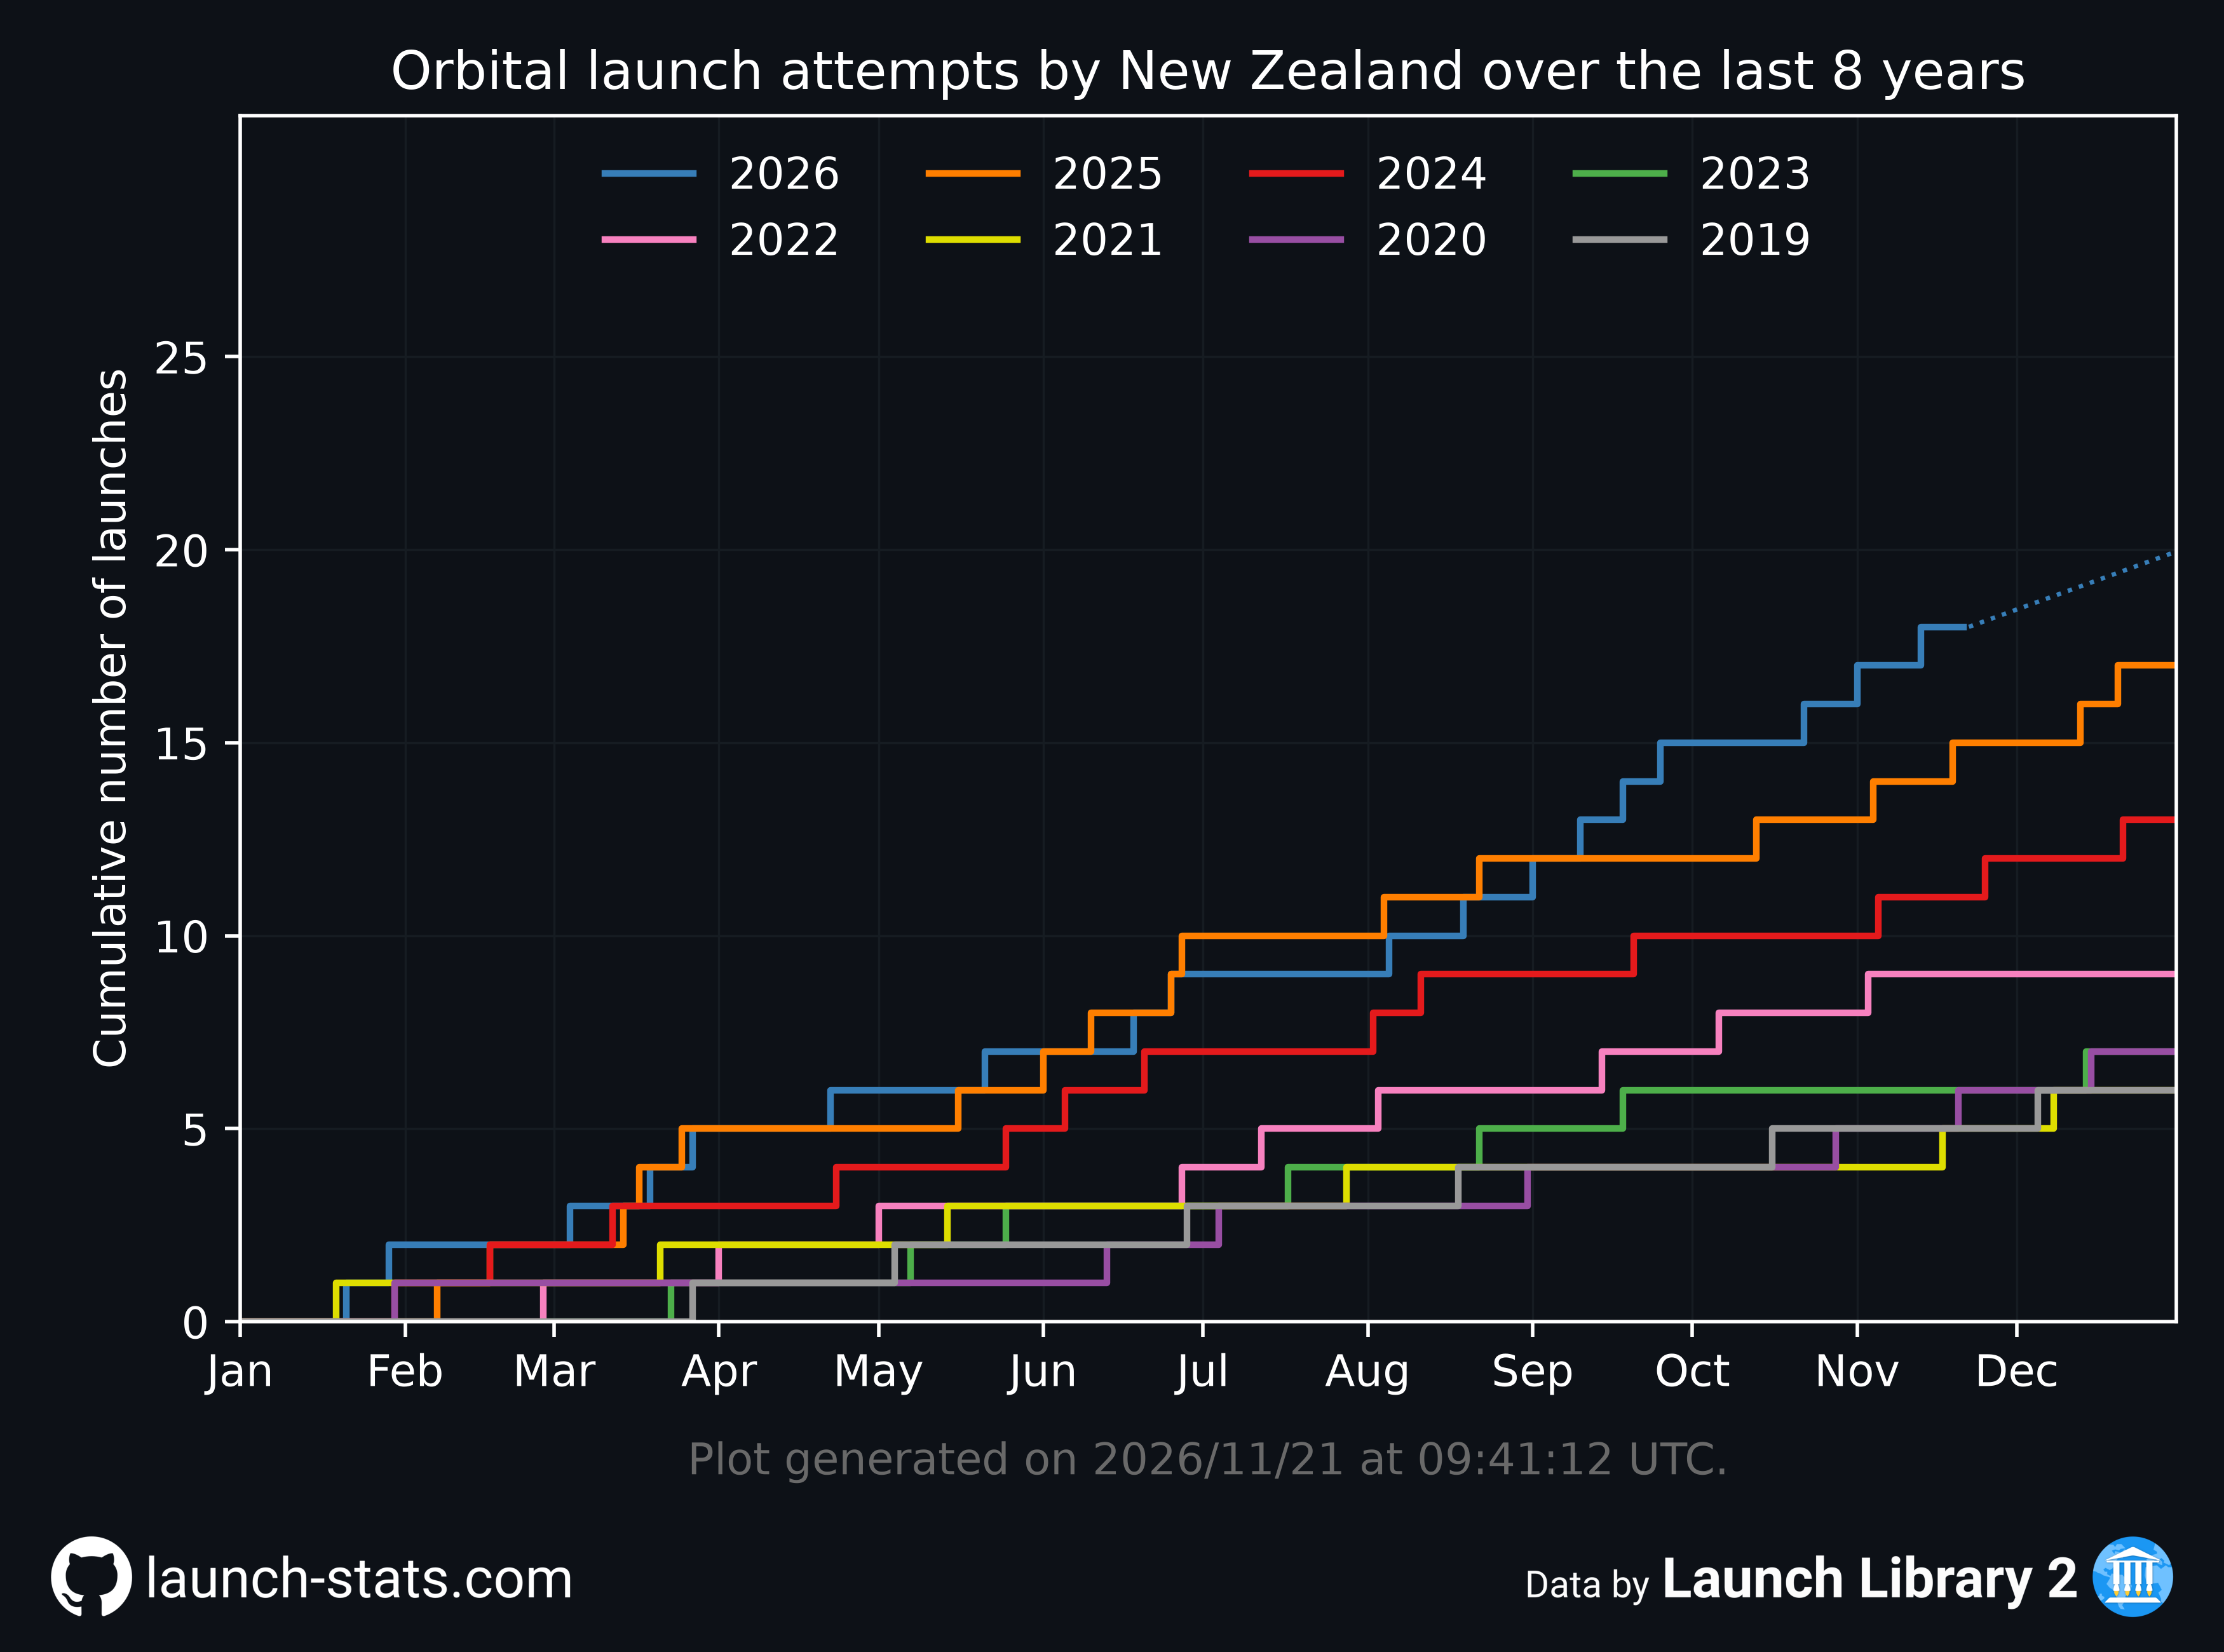 Orbital launch attempts by New Zealand over the last 8 years
2026 2025 2024 2023
2022 2021 2020 2019
Cumulative number of launches
25
20
15
10
5
0
Jan Feb Mar Apr May Jun Jul Aug Sep Oct Nov Dec
Plot generated on 2026/11/21 at 09:41:12 UTC.
launch-stats.com
Data by Launch Library 2